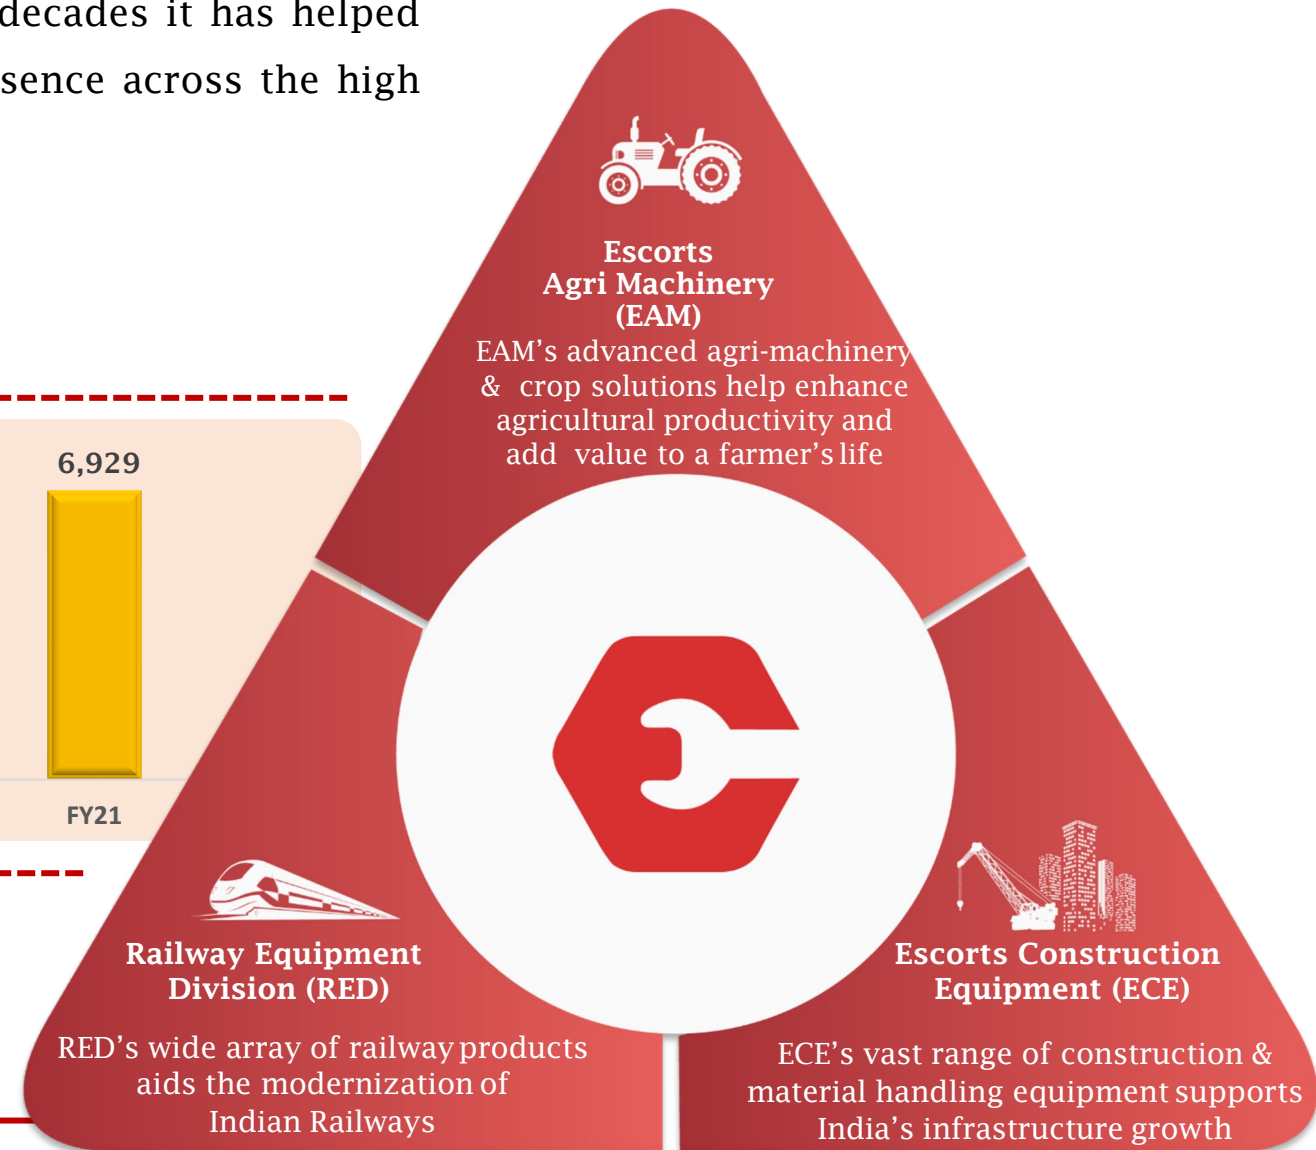 decades it has helped
sence across the high
Escorts
Agri Machinery
(EAM)
EAM’s advanced agri-machinery
& crop solutions help enhance
agricultural productivity and
add value to a farmer’s life
6,929
FY21
Railway Equipment
Division (RED)
RED’s wide array of railway products
aids the modernization of
Indian Railways
Escorts Construction
Equipment (ECE)
ECE’s vast range of construction &
material handling equipment supports
India’s infrastructure growth